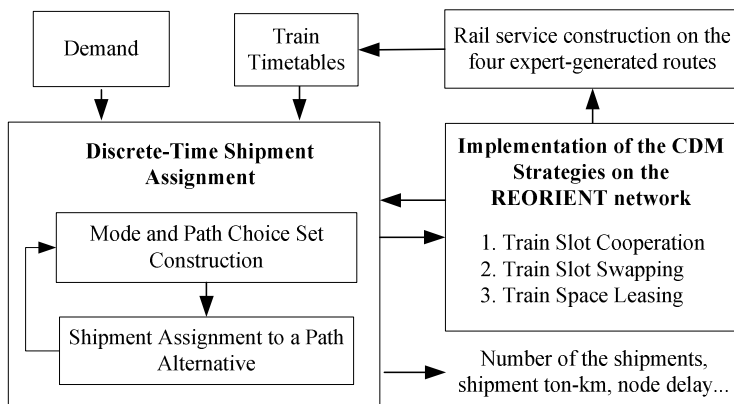 Demand
Train
Timetables
Rail service construction on the
four expert-generated routes
Discrete-Time Shipment
Assignment
Mode and Path Choice Set
Construction
Shipment Assignment to a Path
Alternative
Implementation of the CDM
Strategies on the
REORIENT network
1. Train Slot Cooperation
2. Train Slot Swapping
3. Train Space Leasing
Number of the shipments,
shipment ton-km, node delay...